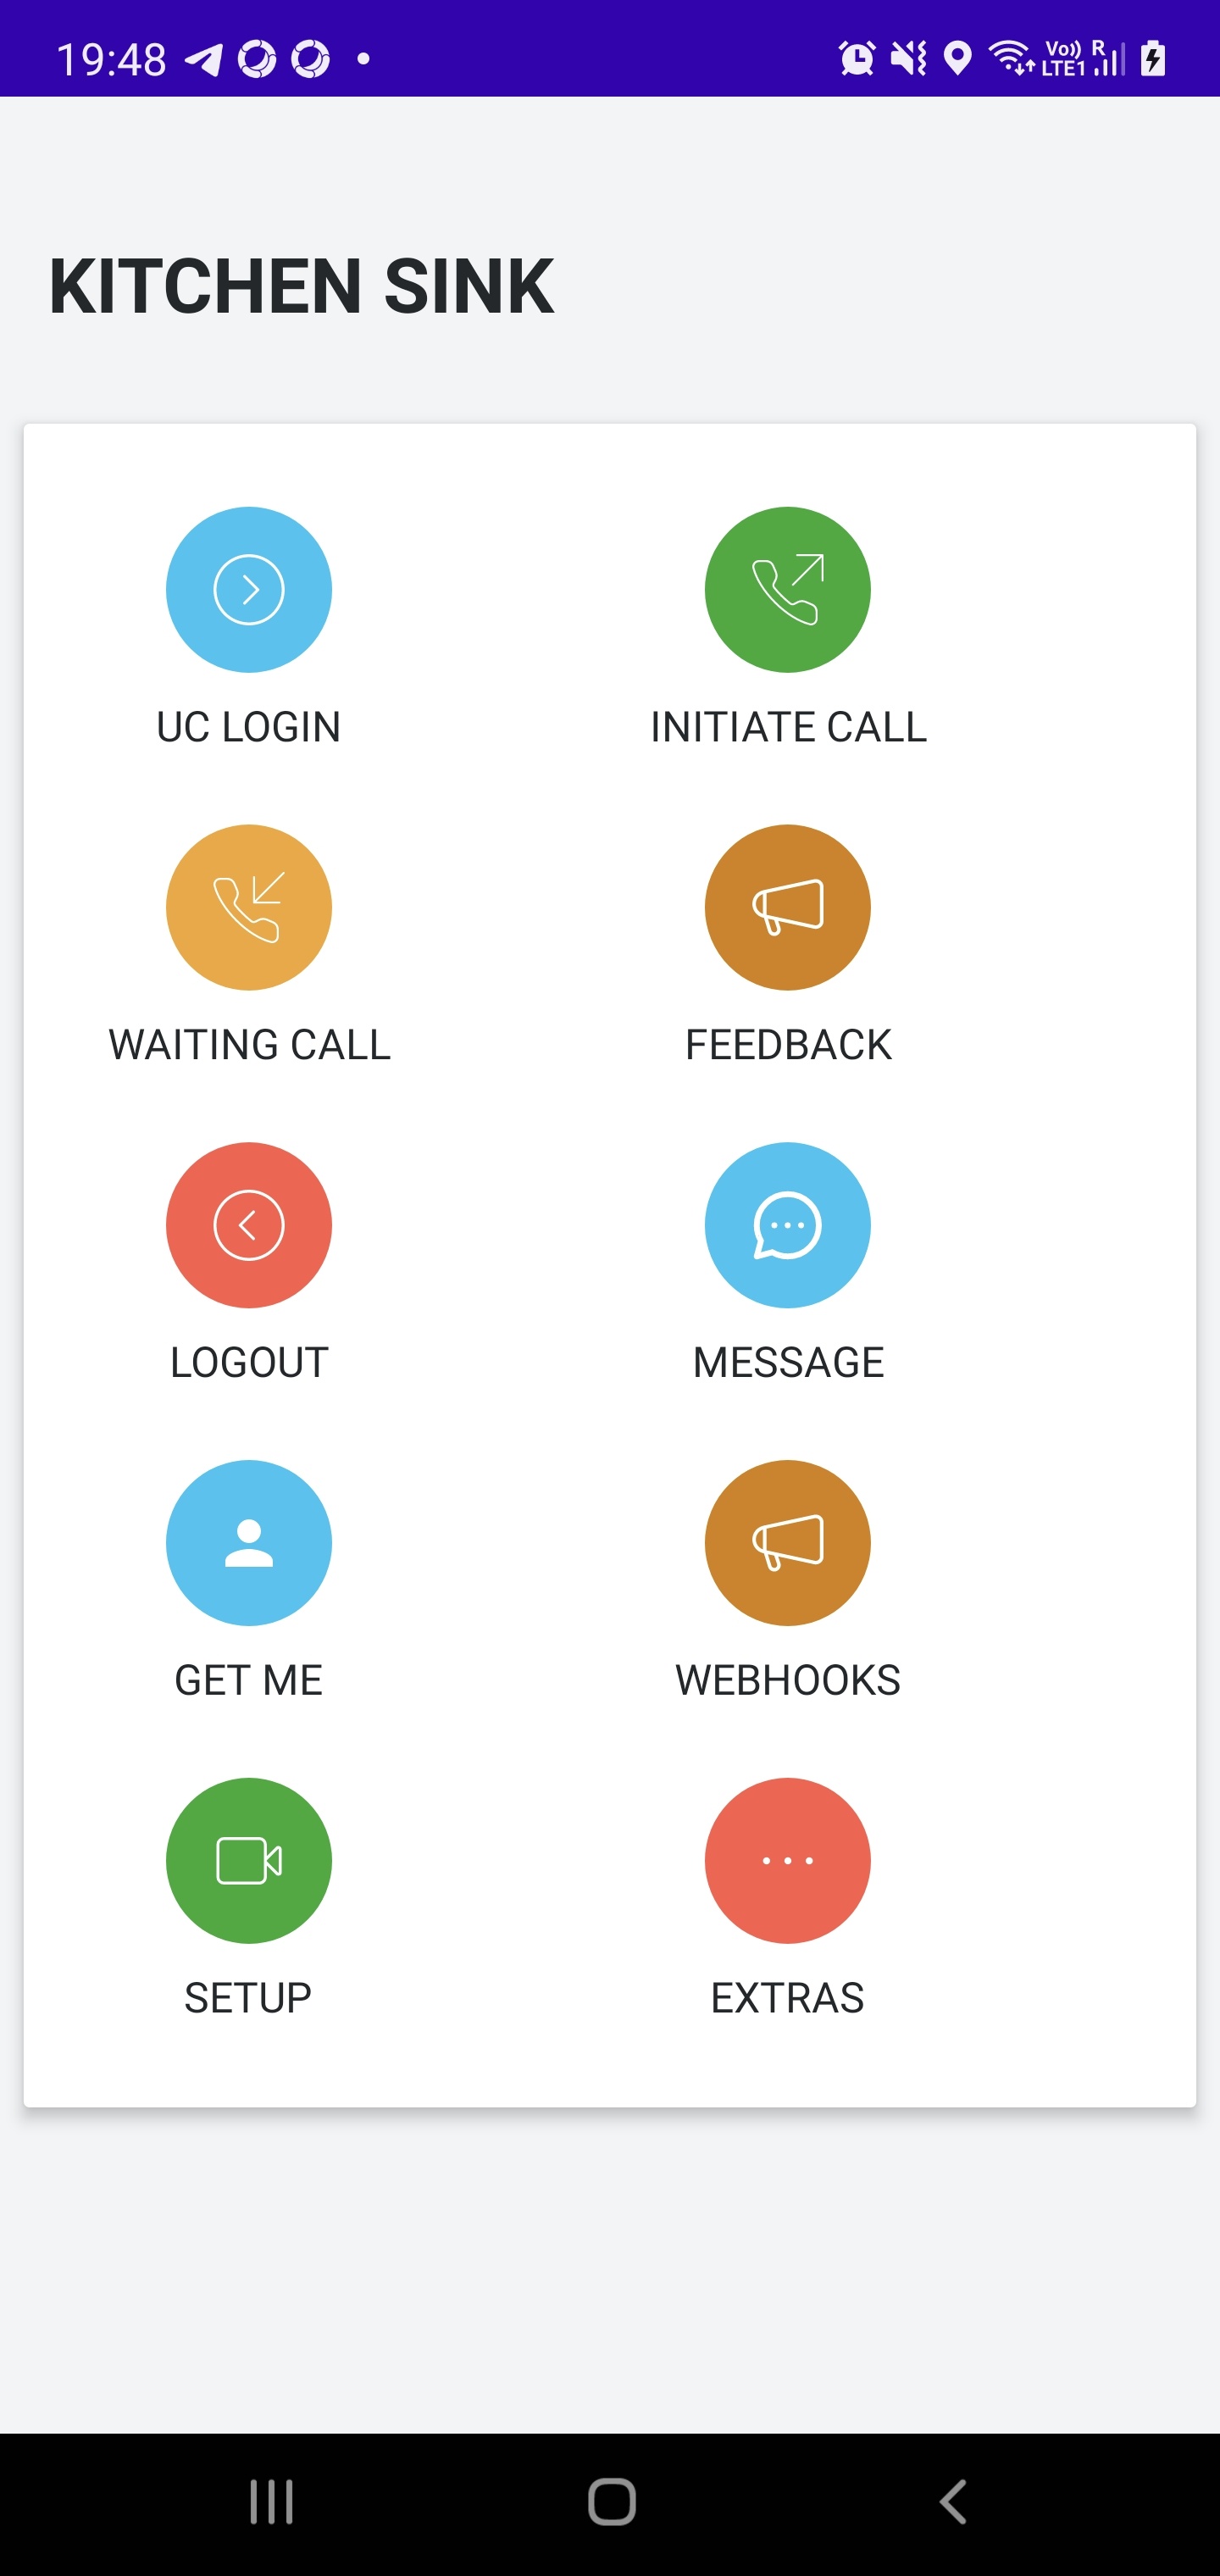 19:48 Vo)) R
LTE1
KITCHEN SINK
UC LOGIN
INITIATE CALL
WAITING CALL
FEEDBACK
LOGOUT
MESSAGE
GET ME
WEBHOOKS
SETUP
EXTRAS